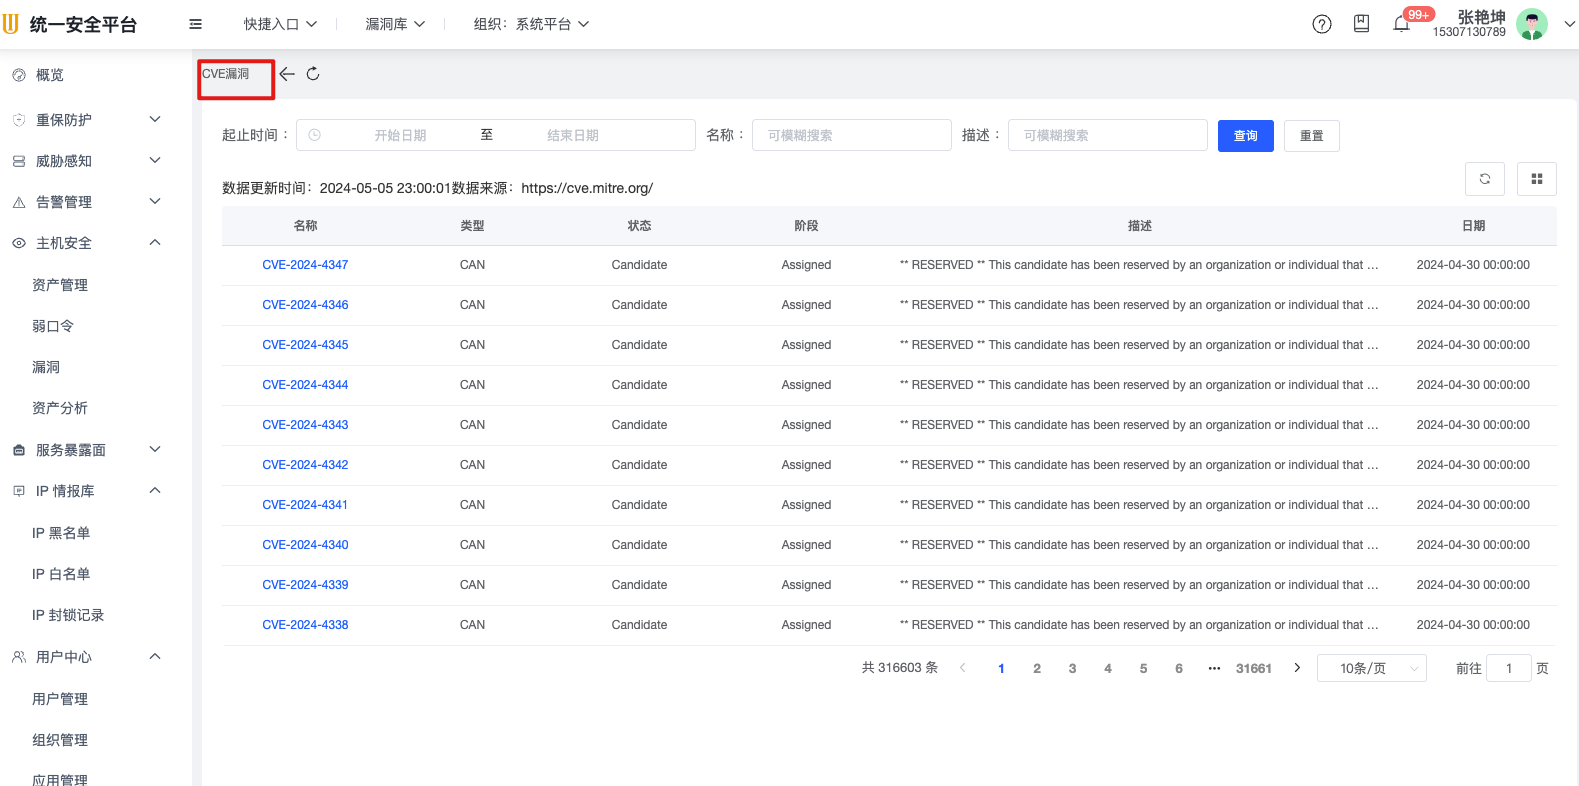 统一安全平台
快捷入口
漏洞库
组织：系统平台
99+
张艳坤
15307130789
概览
重保防护
威胁感知
告警管理
主机安全
资产管理
弱口令
漏洞
资产分析
服务暴露面
IP 情报库
IP 黑名单
IP 白名单
IP 封锁记录
用户中心
用户管理
组织管理
应用管理
CVE漏洞
起止时间： 开始日期 至 结束日期 名称： 可模糊搜索 描述： 可模糊搜索 查询 重置
数据更新时间：2024-05-05 23:00:01数据来源：https://cve.mitre.org/
名称 类型 状态 阶段 描述 日期
CVE-2024-4347 CAN Candidate Assigned ** RESERVED ** This candidate has been reserved by an organization or individual that ... 2024-04-30 00:00:00
CVE-2024-4346 CAN Candidate Assigned ** RESERVED ** This candidate has been reserved by an organization or individual that ... 2024-04-30 00:00:00
CVE-2024-4345 CAN Candidate Assigned ** RESERVED ** This candidate has been reserved by an organization or individual that ... 2024-04-30 00:00:00
CVE-2024-4344 CAN Candidate Assigned ** RESERVED ** This candidate has been reserved by an organization or individual that ... 2024-04-30 00:00:00
CVE-2024-4343 CAN Candidate Assigned ** RESERVED ** This candidate has been reserved by an organization or individual that ... 2024-04-30 00:00:00
CVE-2024-4342 CAN Candidate Assigned ** RESERVED ** This candidate has been reserved by an organization or individual that ... 2024-04-30 00:00:00
CVE-2024-4341 CAN Candidate Assigned ** RESERVED ** This candidate has been reserved by an organization or individual that ... 2024-04-30 00:00:00
CVE-2024-4340 CAN Candidate Assigned ** RESERVED ** This candidate has been reserved by an organization or individual that ... 2024-04-30 00:00:00
CVE-2024-4339 CAN Candidate Assigned ** RESERVED ** This candidate has been reserved by an organization or individual that ... 2024-04-30 00:00:00
CVE-2024-4338 CAN Candidate Assigned ** RESERVED ** This candidate has been reserved by an organization or individual that ... 2024-04-30 00:00:00
共 316603 条 1 2 3 4 5 6 ••• 31661 10条/页 前往 1 页